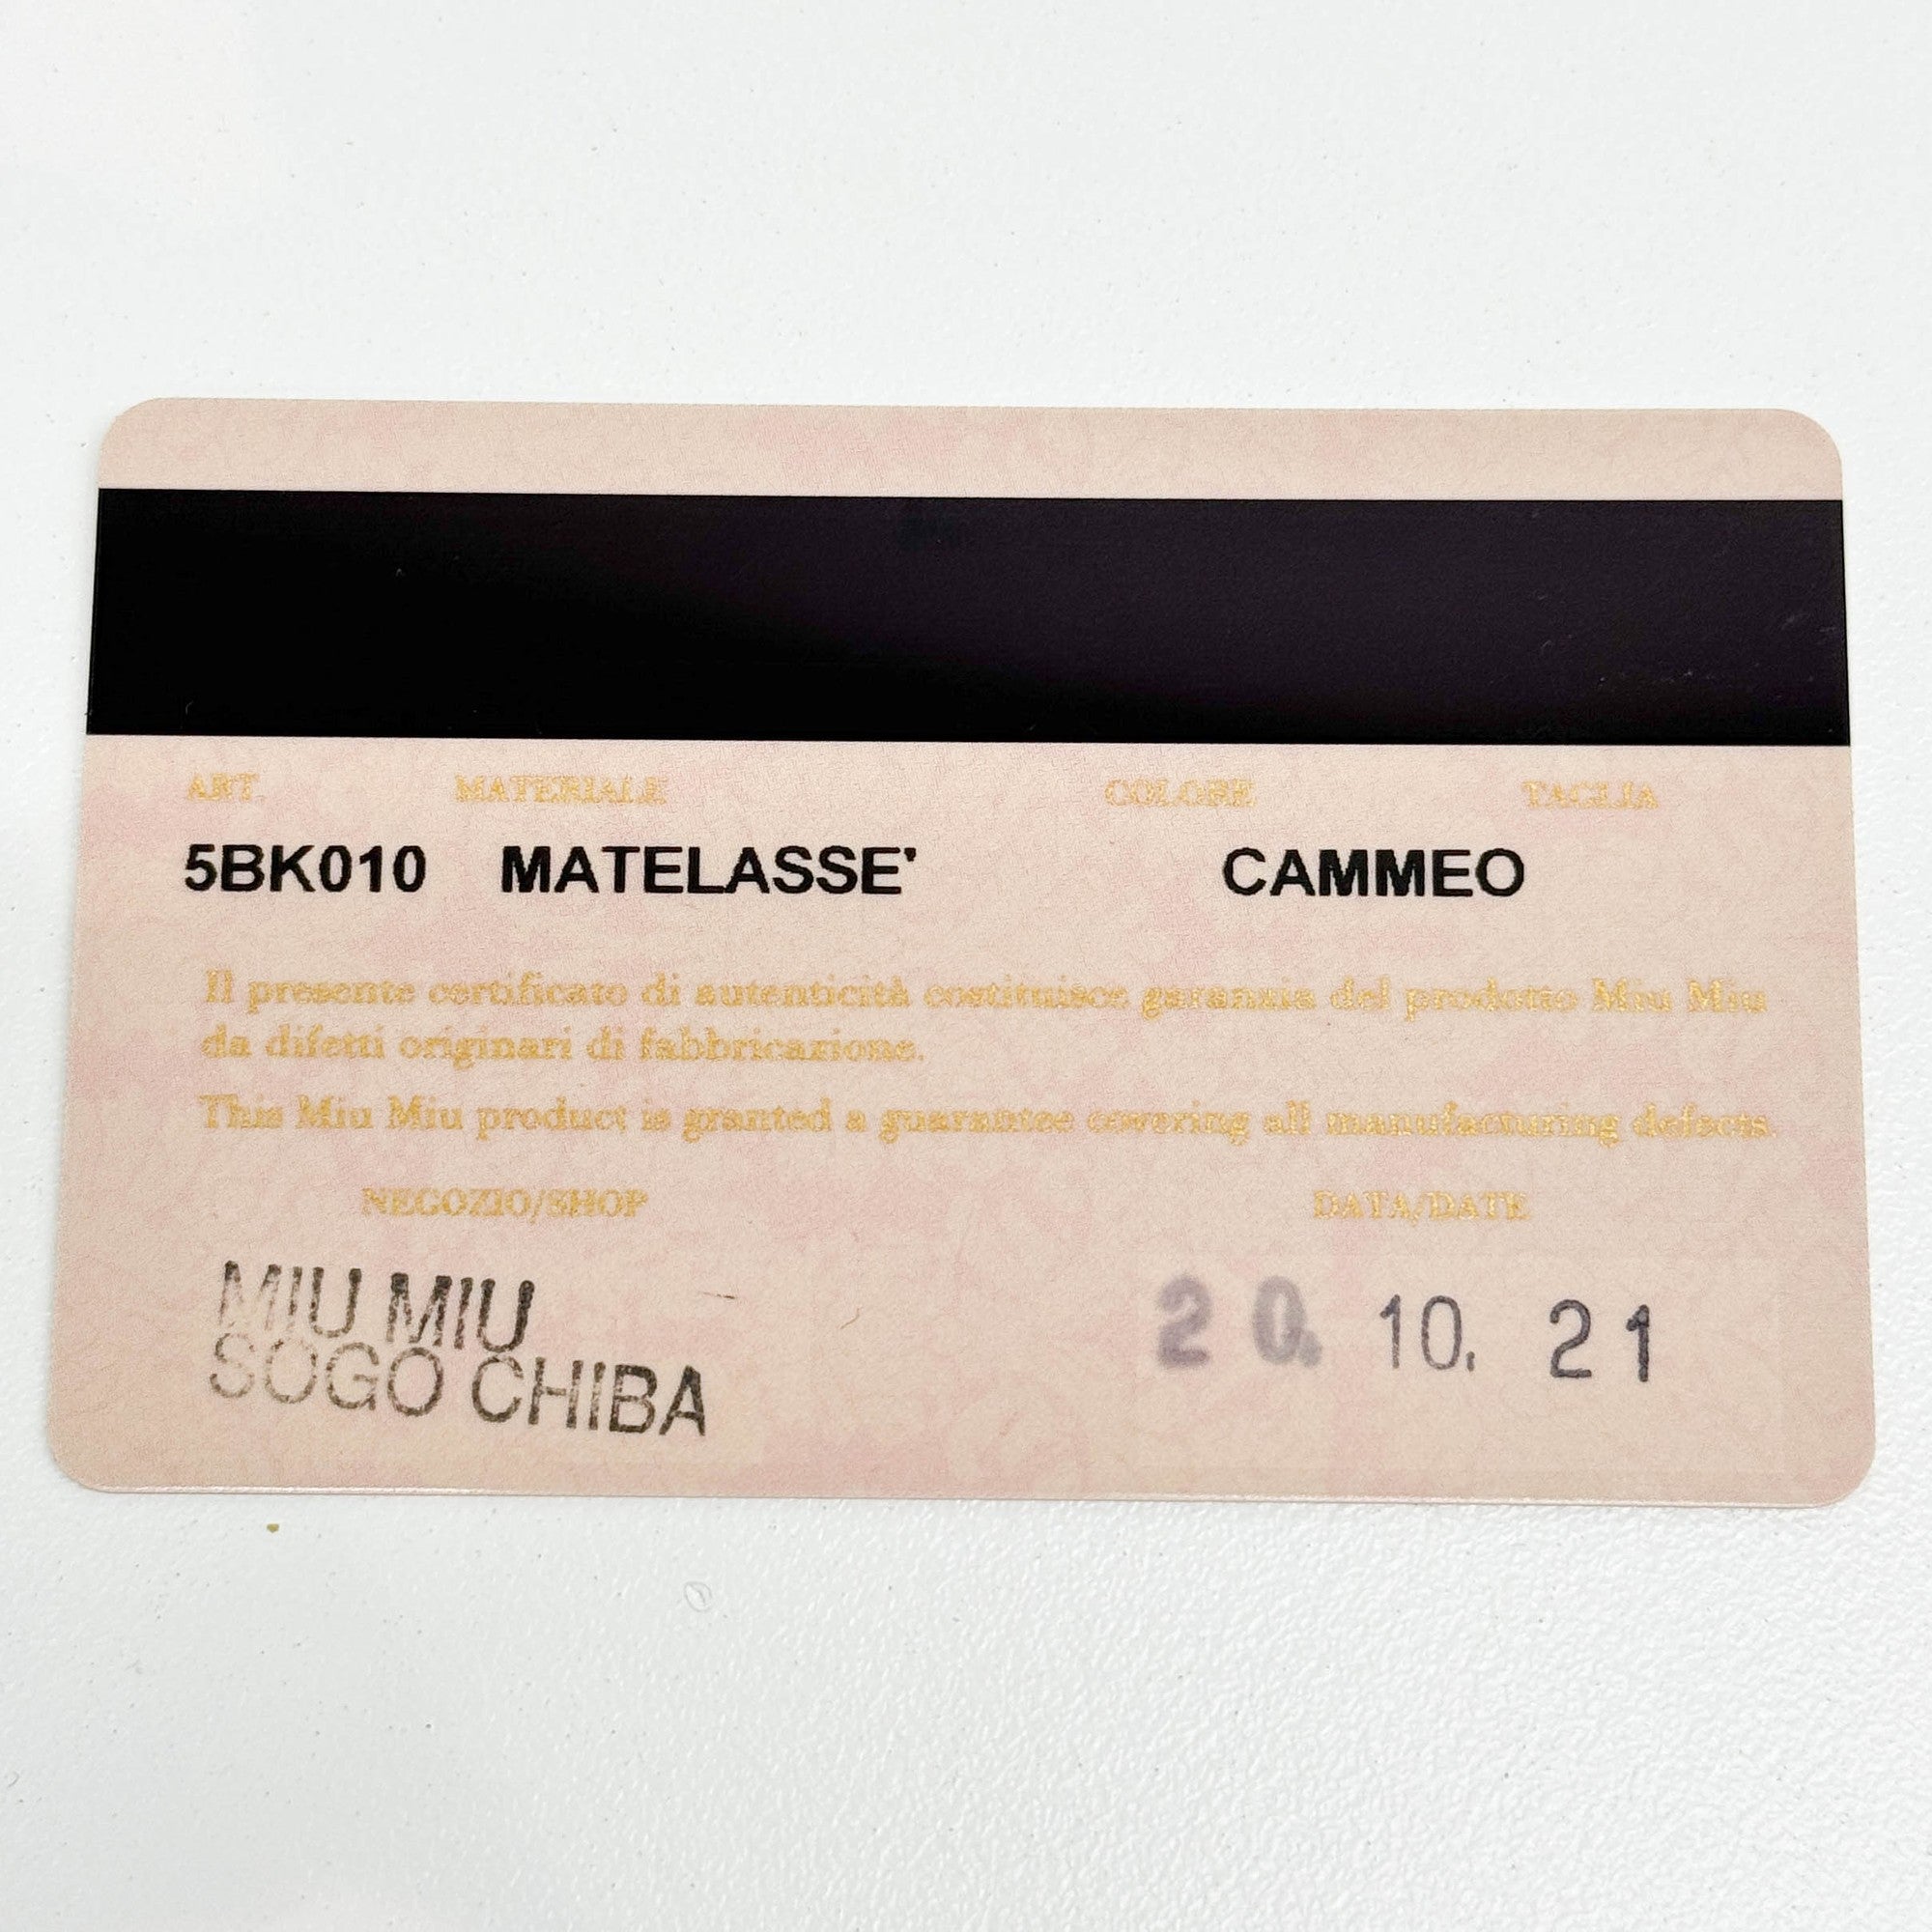 ART. MATERIALE COLORE TAGLIA
5BK010 MATELASSE' CAMMEO
Il presente certificato di autenticità costituisce garanzia del prodotto Miu Miu
da difetti originari di fabbricazione.
This Miu Miu product is granted a guarantee covering all manufacturing defects.
NEGOZIO/SHOP DATA/DATE
MIU MIU
SOGO CHIBA
20. 10. 21